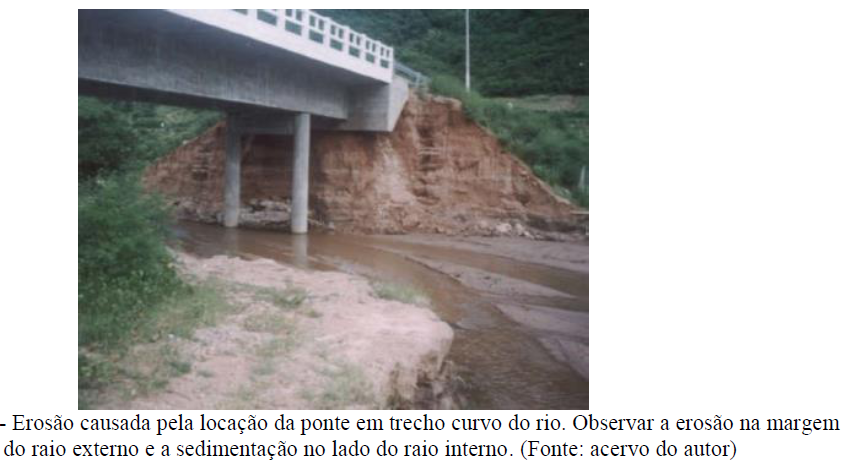 - Erosão causada pela locação da ponte em trecho curvo do rio. Observar a erosão na margem
do raio externo e a sedimentação no lado do raio interno. (Fonte: acervo do autor)